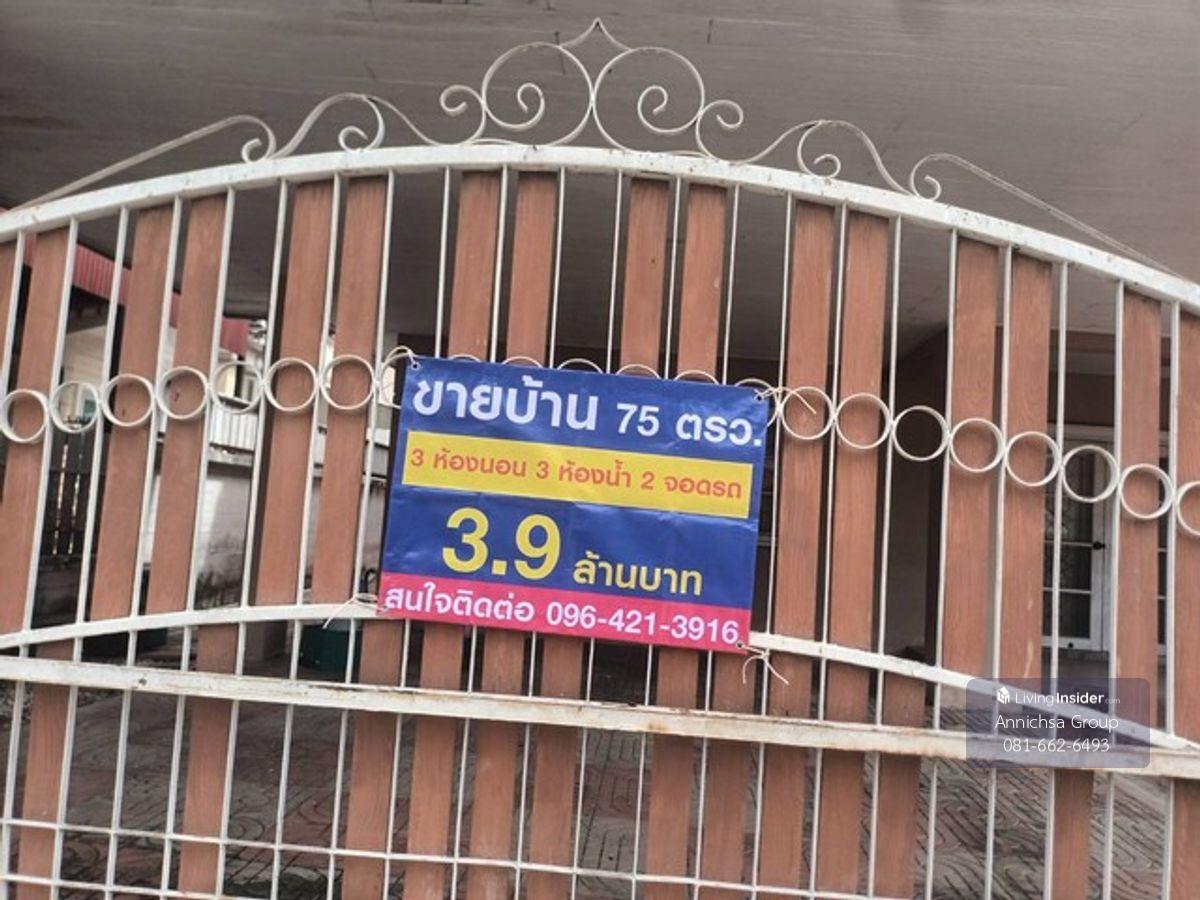 ขายบ้าน 75 ตรว.
3 ห้องนอน 3 ห้องน้ำ 2 จอดรถ
3.9 ล้านบาท
สนใจติดต่อ 096-421-3916
LivingInsider.com
Annichsa Group
081-662-6493